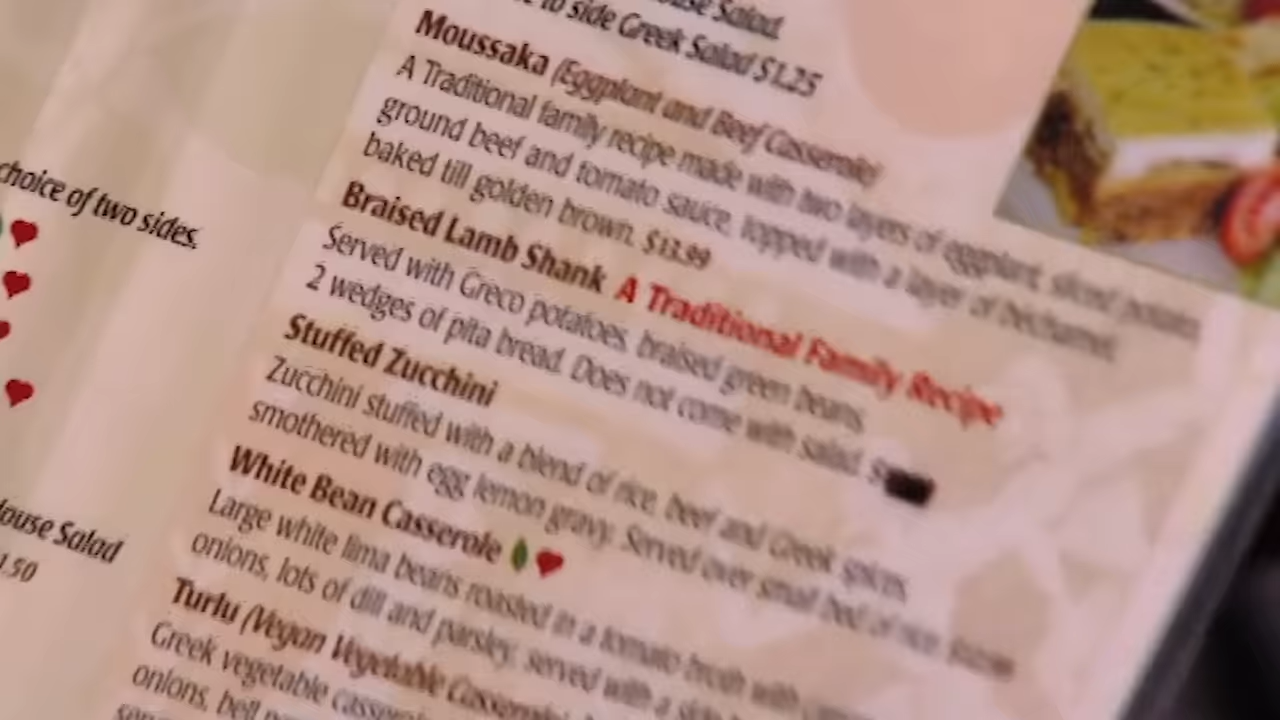 House Salad
to side Greek Salad $1.25
Moussaka (Eggplant and Beef Casserole)
A Traditional family recipe made with two layers of eggplant, sliced potatoes
ground beef and tomato sauce, topped with a layer of bechamel,
baked till golden brown. $13.99
Braised Lamb Shank A Traditional Family Recipe
Served with Greco potatoes, braised green beans,
2 wedges of pita bread. Does not come with salad.
Stuffed Zucchini
Zucchini stuffed with a blend of rice, beef and Greek spices,
smothered with egg lemon gravy. Served over small bed of rice.
White Bean Casserole
Large white lima beans roasted in a tomato broth with
onions, lots of dill and parsley, served with a
Turlu (Vegan Vegetable Casserole)
Greek vegetable
onions, bell
choice of two sides.
House Salad
1.50